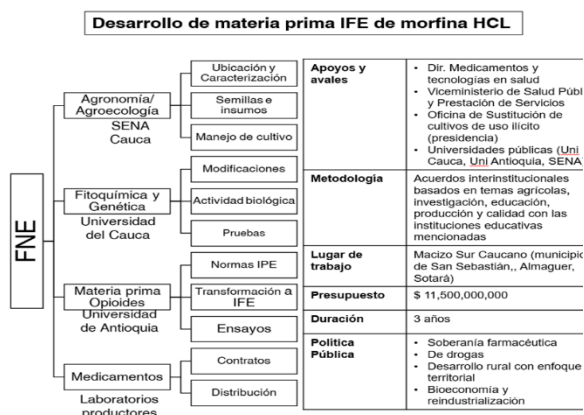 Desarrollo de materia prima IFE de morfina HCL
FNE
Agronomía/
Agroecología
SENA
Cauca
Ubicación y
Caracterización
Semillas e
insumos
Manejo de cultivo
Fitoquímica y
Genética
Universidad
del Cauca
Modificaciones
Actividad biológica
Pruebas
Materia prima
Opioides
Universidad
de Antioquia
Normas IPE
Transformación a
IFE
Ensayos
Medicamentos
Laboratorios
productores
Contratos
Distribución
Apoyos y
avales
• Dir. Medicamentos y
tecnologías en salud
• Viceministerio de Salud Públ
y Prestación de Servicios
• Oficina de Sustitución de
cultivos de uso ilícito
(presidencia)
• Universidades públicas (Uni
Cauca, Uni Antioquia, SENA)
Metodología
Acuerdos interinstitucionales
basados en temas agrícolas,
investigación, educación,
producción y calidad con las
instituciones educativas
mencionadas
Lugar de
trabajo
Macizo Sur Caucano (municipio
de San Sebastián,, Almaguer,
Sotará)
Presupuesto
$ 11,500,000,000
Duración
3 años
Política
Pública
• Soberanía farmacéutica
• De drogas
• Desarrollo rural con enfoque
territorial
• Bioeconomía y
reindustrialización